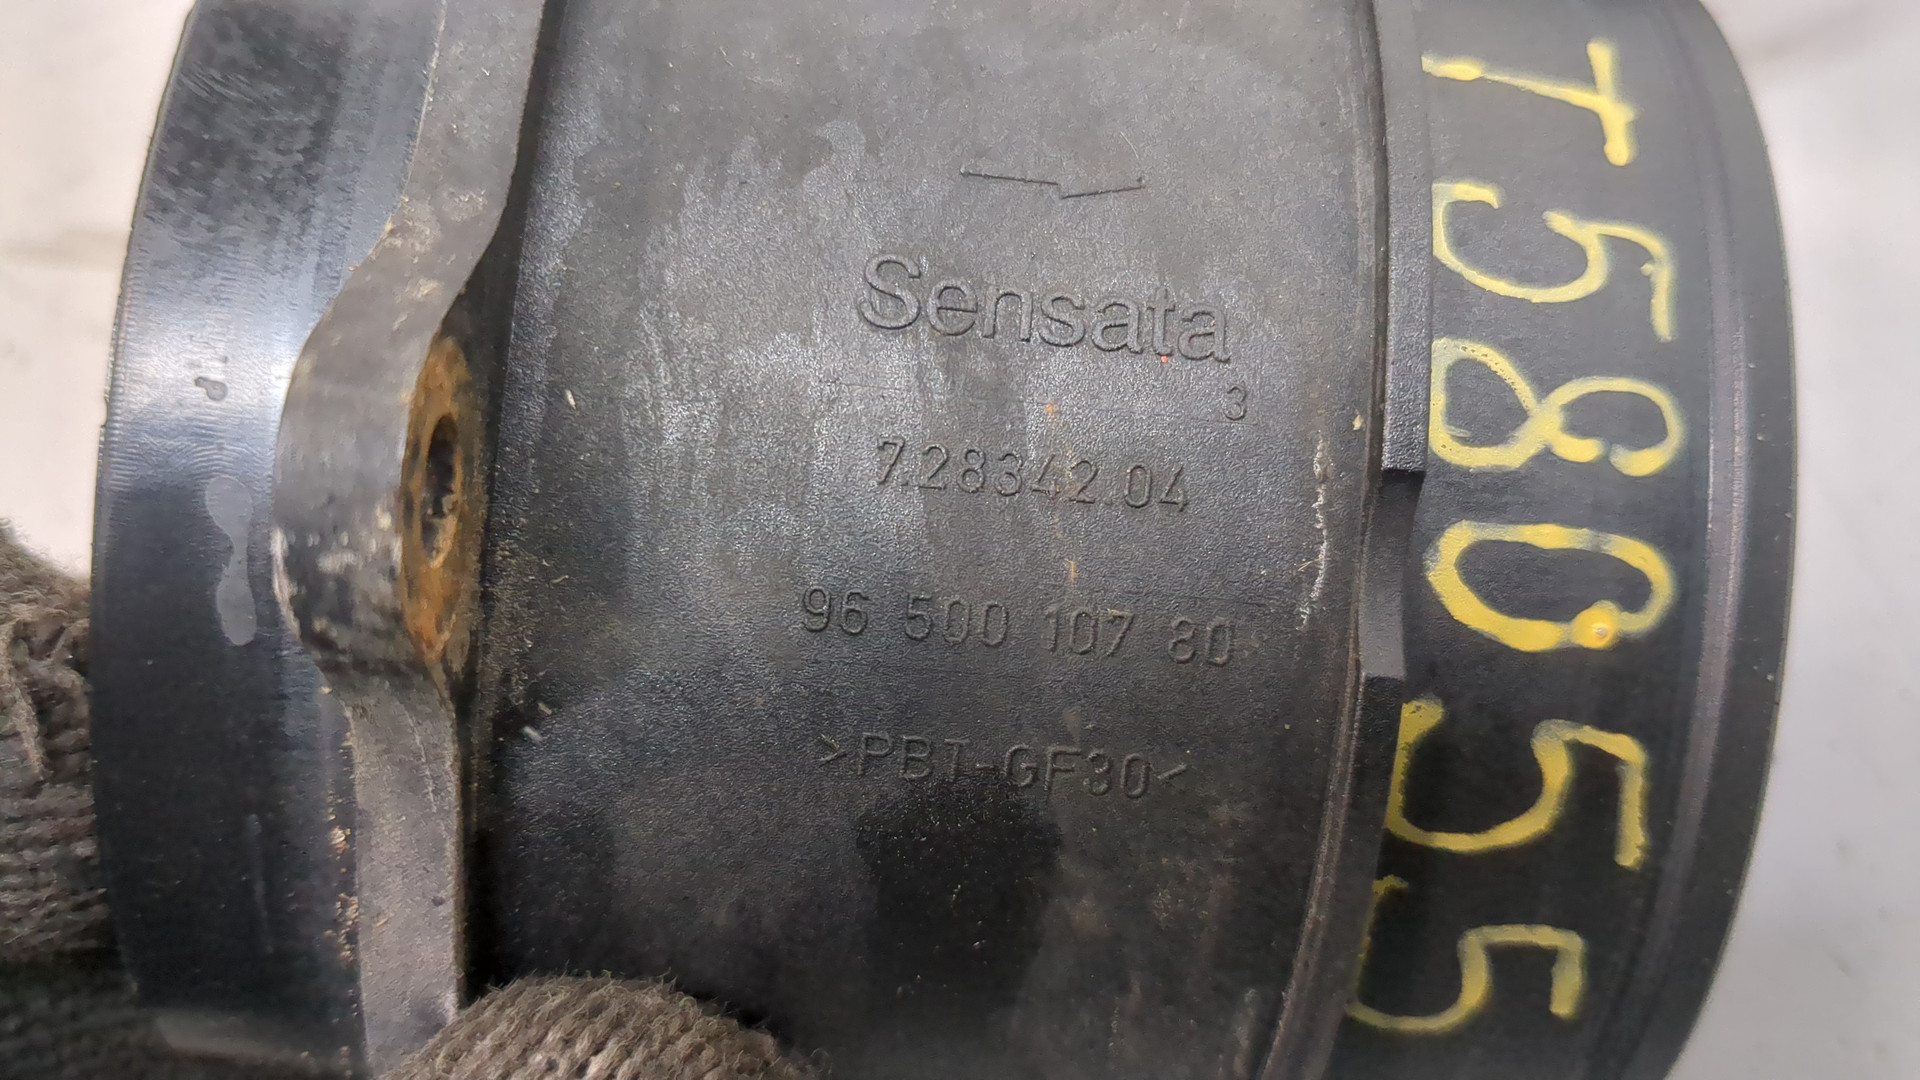 Sensata
3
7.28342.04
96 500 107 80
>PBT-GF30<
T58055